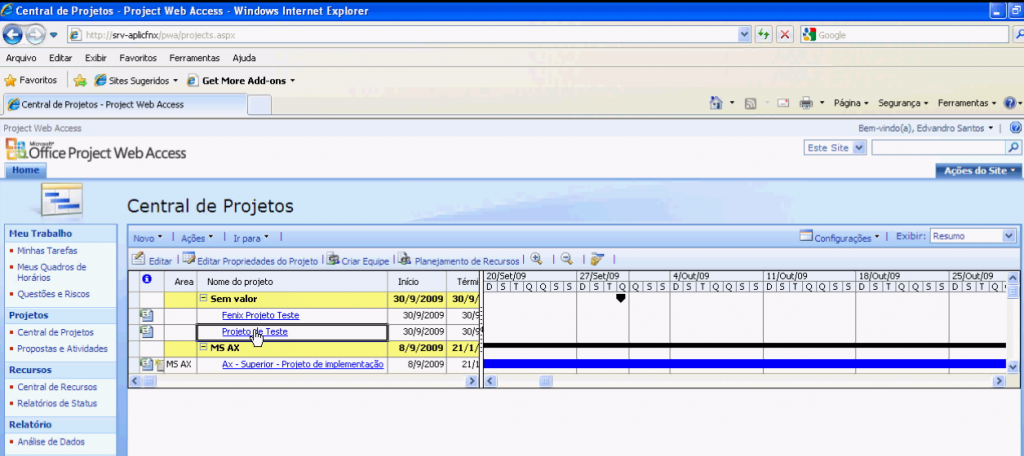 Central de Projetos - Project Web Access - Windows Internet Explorer
http://srv-aplicfnx/pwa/projects.aspx
Google
Arquivo Editar Exibir Favoritos Ferramentas Ajuda
Favoritos Sites Sugeridos Get More Add-ons
Central de Projetos - Project Web Access
Página Segurança Ferramentas
Project Web Access
Bem-vindo(a), Edvandro Santos
Microsoft
Office Project Web Access
Este Site
Home
Ações do Site
Central de Projetos
Meu Trabalho
Minhas Tarefas
Meus Quadros de
Horários
Questões e Riscos
Projetos
Central de Projetos
Propostas e Atividades
Recursos
Central de Recursos
Relatórios de Status
Relatório
Análise de Dados
Novo Ações Ir para Configurações Exibir: Resumo
Editar Editar Propriedades do Projeto Criar Equipe Planejamento de Recursos
Area Nome do projeto Início Térmi
20/Set/09 27/Set/09 4/Out/09 11/Out/09 18/Out/09 25/Out/09
D S T Q Q S S D S T Q Q S S D S T Q Q S S D S T Q Q S S D S T Q Q S S D S T Q Q
Sem valor 30/9/2009 30/9/
Fenix Projeto Teste 30/9/2009 30/9
Projeto de Teste 30/9/2009 30/9
MS AX 8/9/2009 21/1/
MS AX Ax - Superior - Projeto de implementação 8/9/2009 21/1